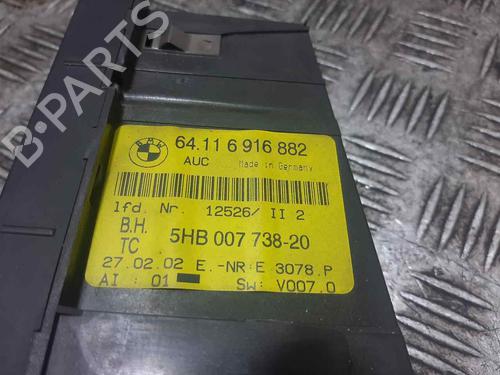 B-PARTS
BMW
64.11 6 916 882
AUC Made in Germany
lfd. Nr. 12526/ II 2
B.H. 5HB 007 738-20
TC
27.02.02 E.-NR:E 3078.P
AI : 01 SW: V007.0